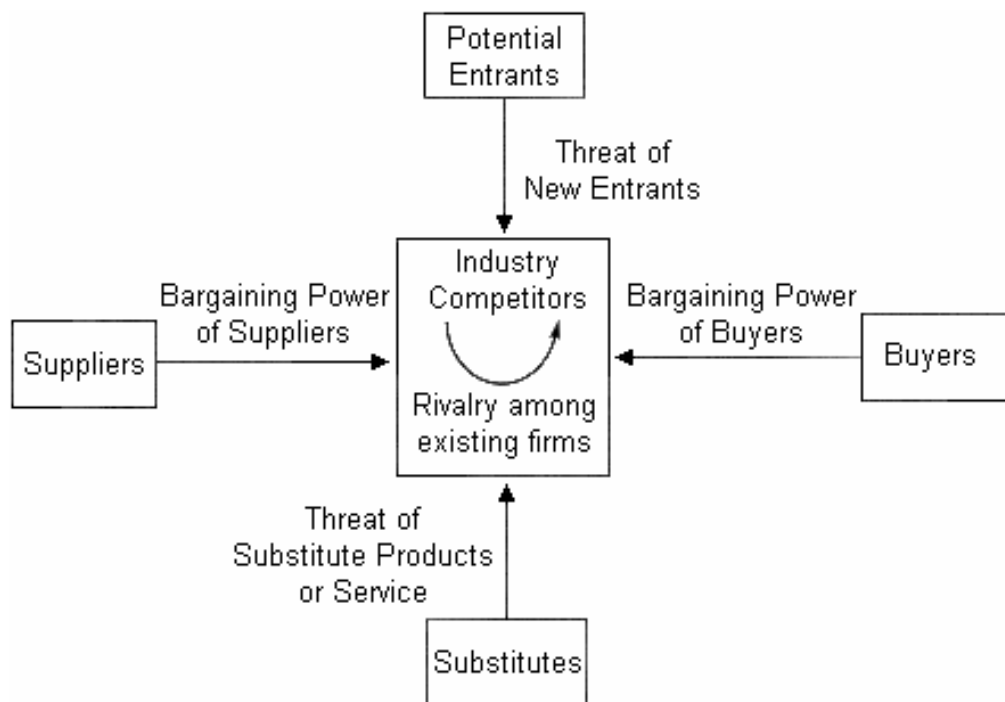 Potential
Entrants
Threat of
New Entrants
Industry
Competitors
Bargaining Power
of Suppliers
Bargaining Power
of Buyers
Suppliers
Buyers
Rivalry among
existing firms
Threat of
Substitute Products
or Service
Substitutes